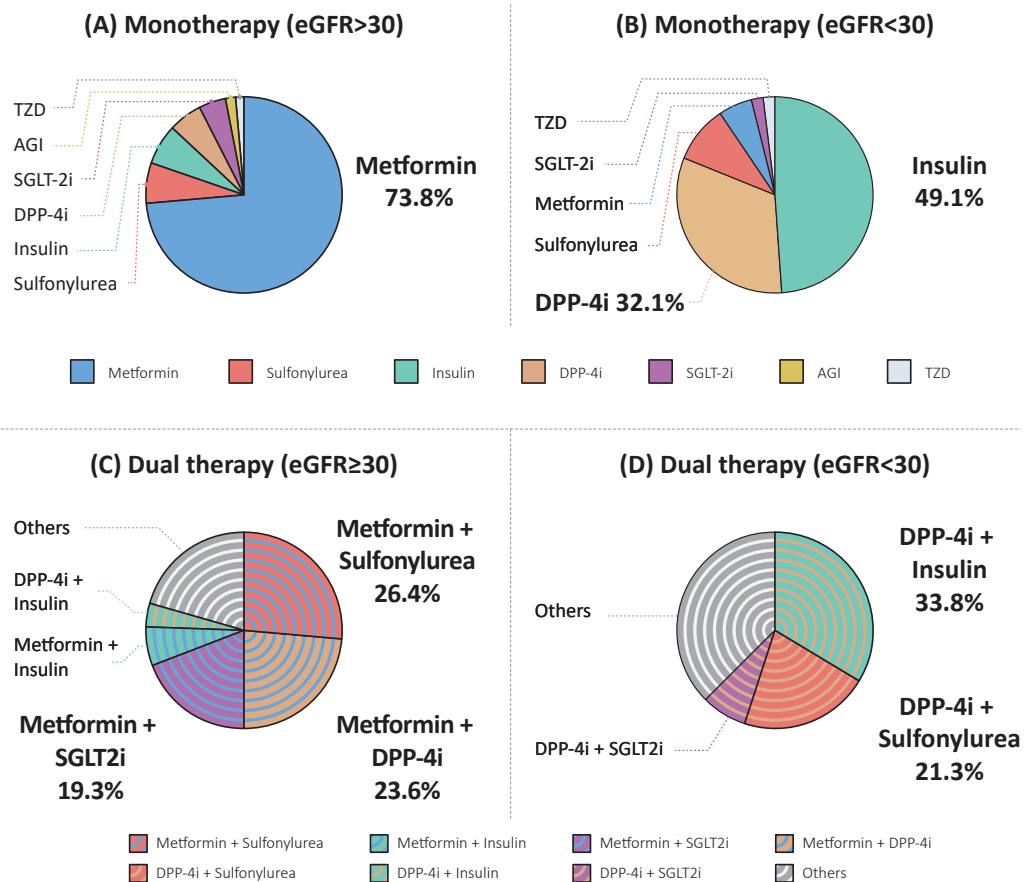 (A) Monotherapy (eGFR>30)
TZD
AGI
SGLT-2i
DPP-4i
Insulin
Sulfonylurea
Metformin
73.8%
(B) Monotherapy (eGFR<30)
TZD
SGLT-2i
Metformin
Sulfonylurea
DPP-4i 32.1%
Insulin
49.1%
Metformin
Sulfonylurea
Insulin
DPP-4i
SGLT-2i
AGI
TZD
(C) Dual therapy (eGFR≥30)
Others
DPP-4i +
Insulin
Metformin +
Insulin
Metformin +
SGLT2i
19.3%
Metformin +
Sulfonylurea
26.4%
Metformin +
DPP-4i
23.6%
(D) Dual therapy (eGFR<30)
Others
DPP-4i + SGLT2i
DPP-4i +
Insulin
33.8%
DPP-4i +
Sulfonylurea
21.3%
Metformin + Sulfonylurea
Metformin + Insulin
Metformin + SGLT2i
Metformin + DPP-4i
DPP-4i + Sulfonylurea
DPP-4i + Insulin
DPP-4i + SGLT2i
Others